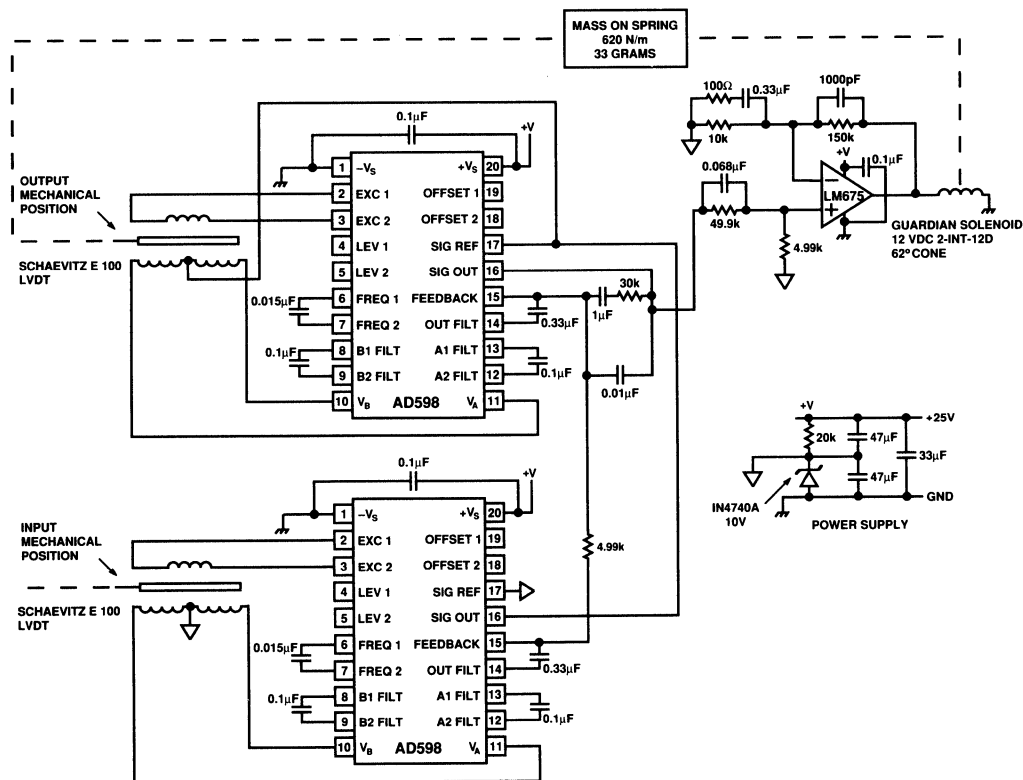 MASS ON SPRING
620 N/m
33 GRAMS
100Ω
0.33µF
1000pF
10k
150k
+V
0.1µF
0.068µF
LM675
49.9k
4.99k
GUARDIAN SOLENOID
12 VDC 2-INT-12D
62° CONE
0.1µF
+V
OUTPUT
MECHANICAL
POSITION
SCHAEVITZ E 100
LVDT
1 –VS
+VS 20
2 EXC 1
OFFSET 1 19
3 EXC 2
OFFSET 2 18
4 LEV 1
SIG REF 17
5 LEV 2
SIG OUT 16
6 FREQ 1
FEEDBACK 15
7 FREQ 2
OUT FILT 14
8 B1 FILT
A1 FILT 13
9 B2 FILT
A2 FILT 12
10 VB
AD598
VA 11
0.015µF
0.1µF
0.33µF
0.1µF
30k
1µF
0.01µF
4.99k
+V
+25V
20k
47µF
47µF
33µF
IN4740A
10V
GND
POWER SUPPLY
0.1µF
+V
INPUT
MECHANICAL
POSITION
SCHAEVITZ E 100
LVDT
1 –VS
+VS 20
2 EXC 1
OFFSET 1 19
3 EXC 2
OFFSET 2 18
4 LEV 1
SIG REF 17
5 LEV 2
SIG OUT 16
6 FREQ 1
FEEDBACK 15
7 FREQ 2
OUT FILT 14
8 B1 FILT
A1 FILT 13
9 B2 FILT
A2 FILT 12
10 VB
AD598
VA 11
0.015µF
0.1µF
0.33µF
0.1µF